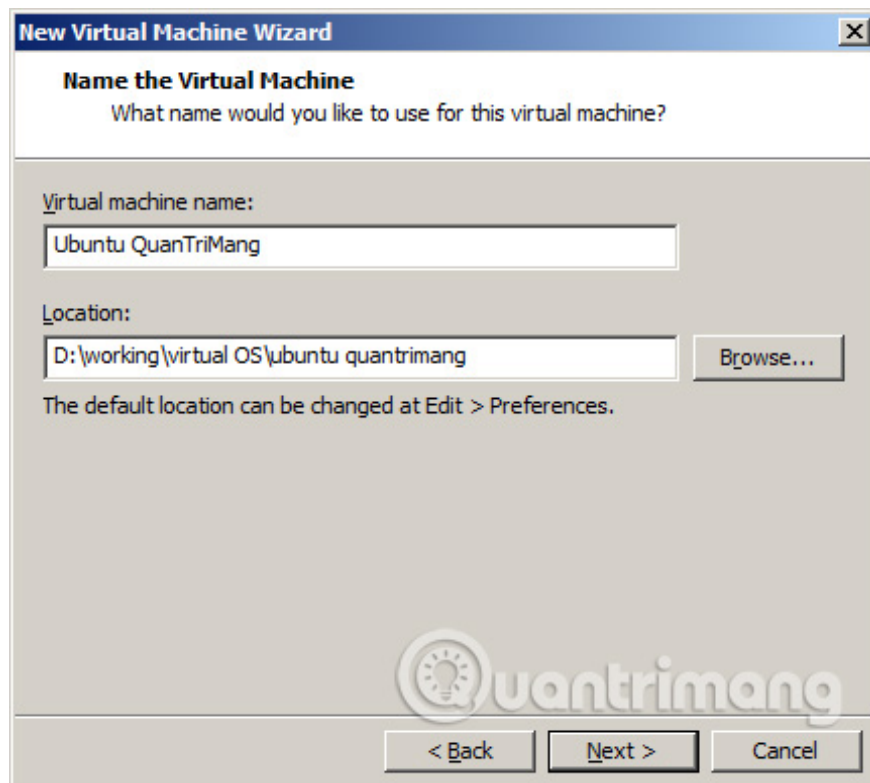 New Virtual Machine Wizard
Name the Virtual Machine
What name would you like to use for this virtual machine?
Virtual machine name:
Ubuntu QuanTriMang
Location:
D:\working\virtual OS\ubuntu quantrimang
Browse...
The default location can be changed at Edit > Preferences.
Quantrimang
< Back
Next >
Cancel